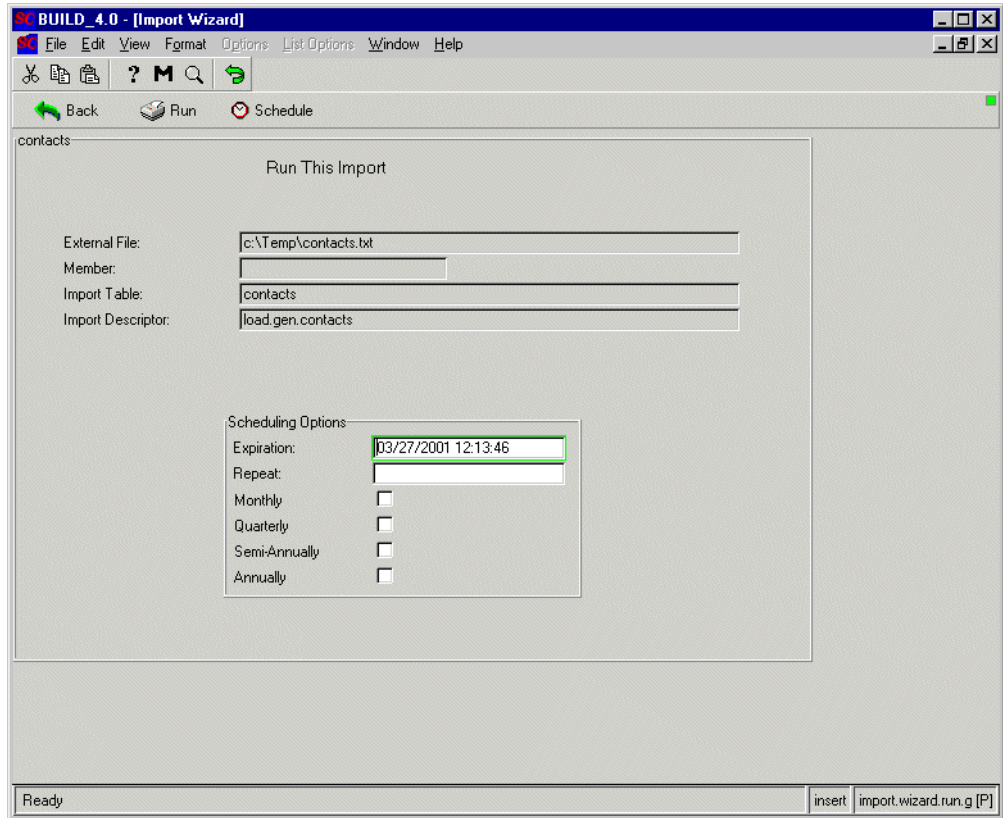 SC BUILD_4.0 - [Import Wizard]
SC File Edit View Format Options List Options Window Help
? M
Back Run Schedule
contacts
Run This Import
External File: c:\Temp\contacts.txt
Member:
Import Table: contacts
Import Descriptor: load.gen.contacts
Scheduling Options
Expiration: 03/27/2001 12:13:46
Repeat:
Monthly
Quarterly
Semi-Annually
Annually
Ready insert import.wizard.run.g [P]